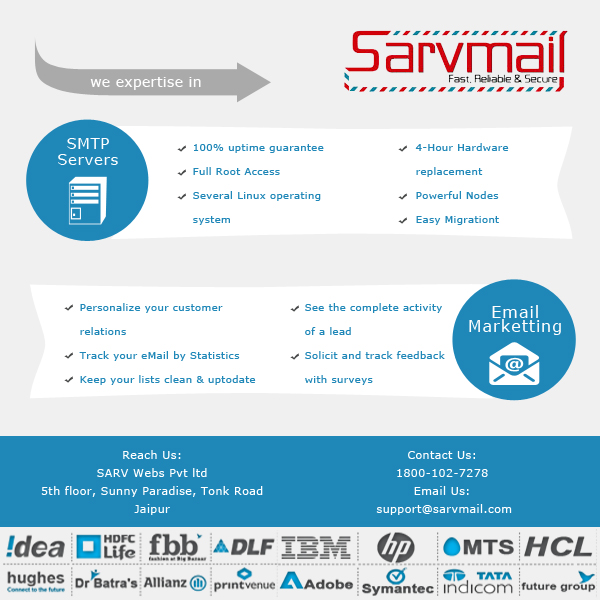 we expertise in
Sarvmail
Fast, Reliable & Secure
SMTP
Servers
100% uptime guarantee
Full Root Access
Several Linux operating
system
4-Hour Hardware
replacement
Powerful Nodes
Easy Migrationt
Personalize your customer
relations
Track your eMail by Statistics
Keep your lists clean & uptodate
See the complete activity
of a lead
Solicit and track feedback
with surveys
Email
Marketting
@
Reach Us:
SARV Webs Pvt ltd
5th floor, Sunny Paradise, Tonk Road
Jaipur
Contact Us:
1800-102-7278
Email Us:
support@sarvmail.com
!dea
HDFC
Life
fbb
fashion at Big Bazaar
DLF
IBM
hp
MTS
HCL
hughes
Connect to the future
Dr Batra's
Allianz
printvenue
Adobe
Symantec
TATA
indicom
future group